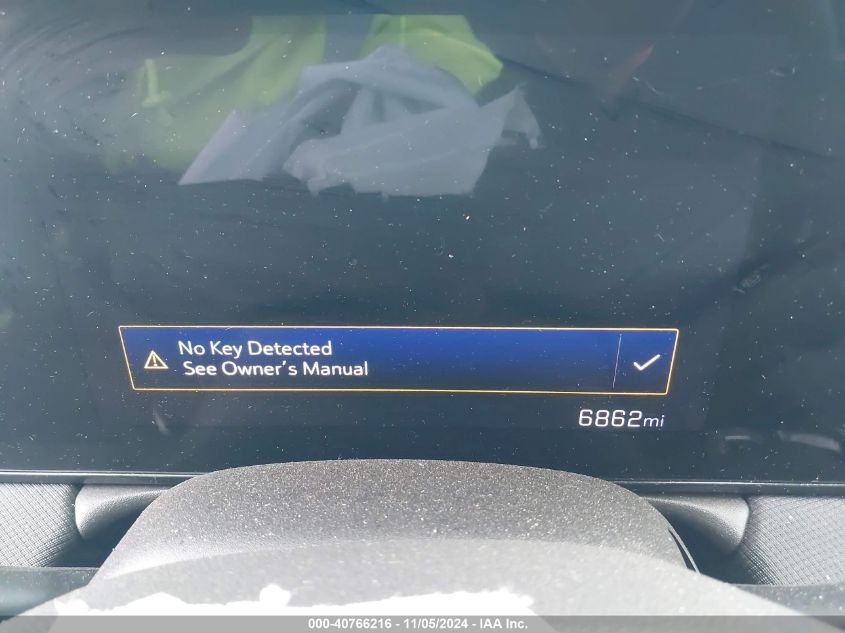 No Key Detected
See Owner's Manual
6862mi
000-40766216 - 11/05/2024 - IAA Inc.